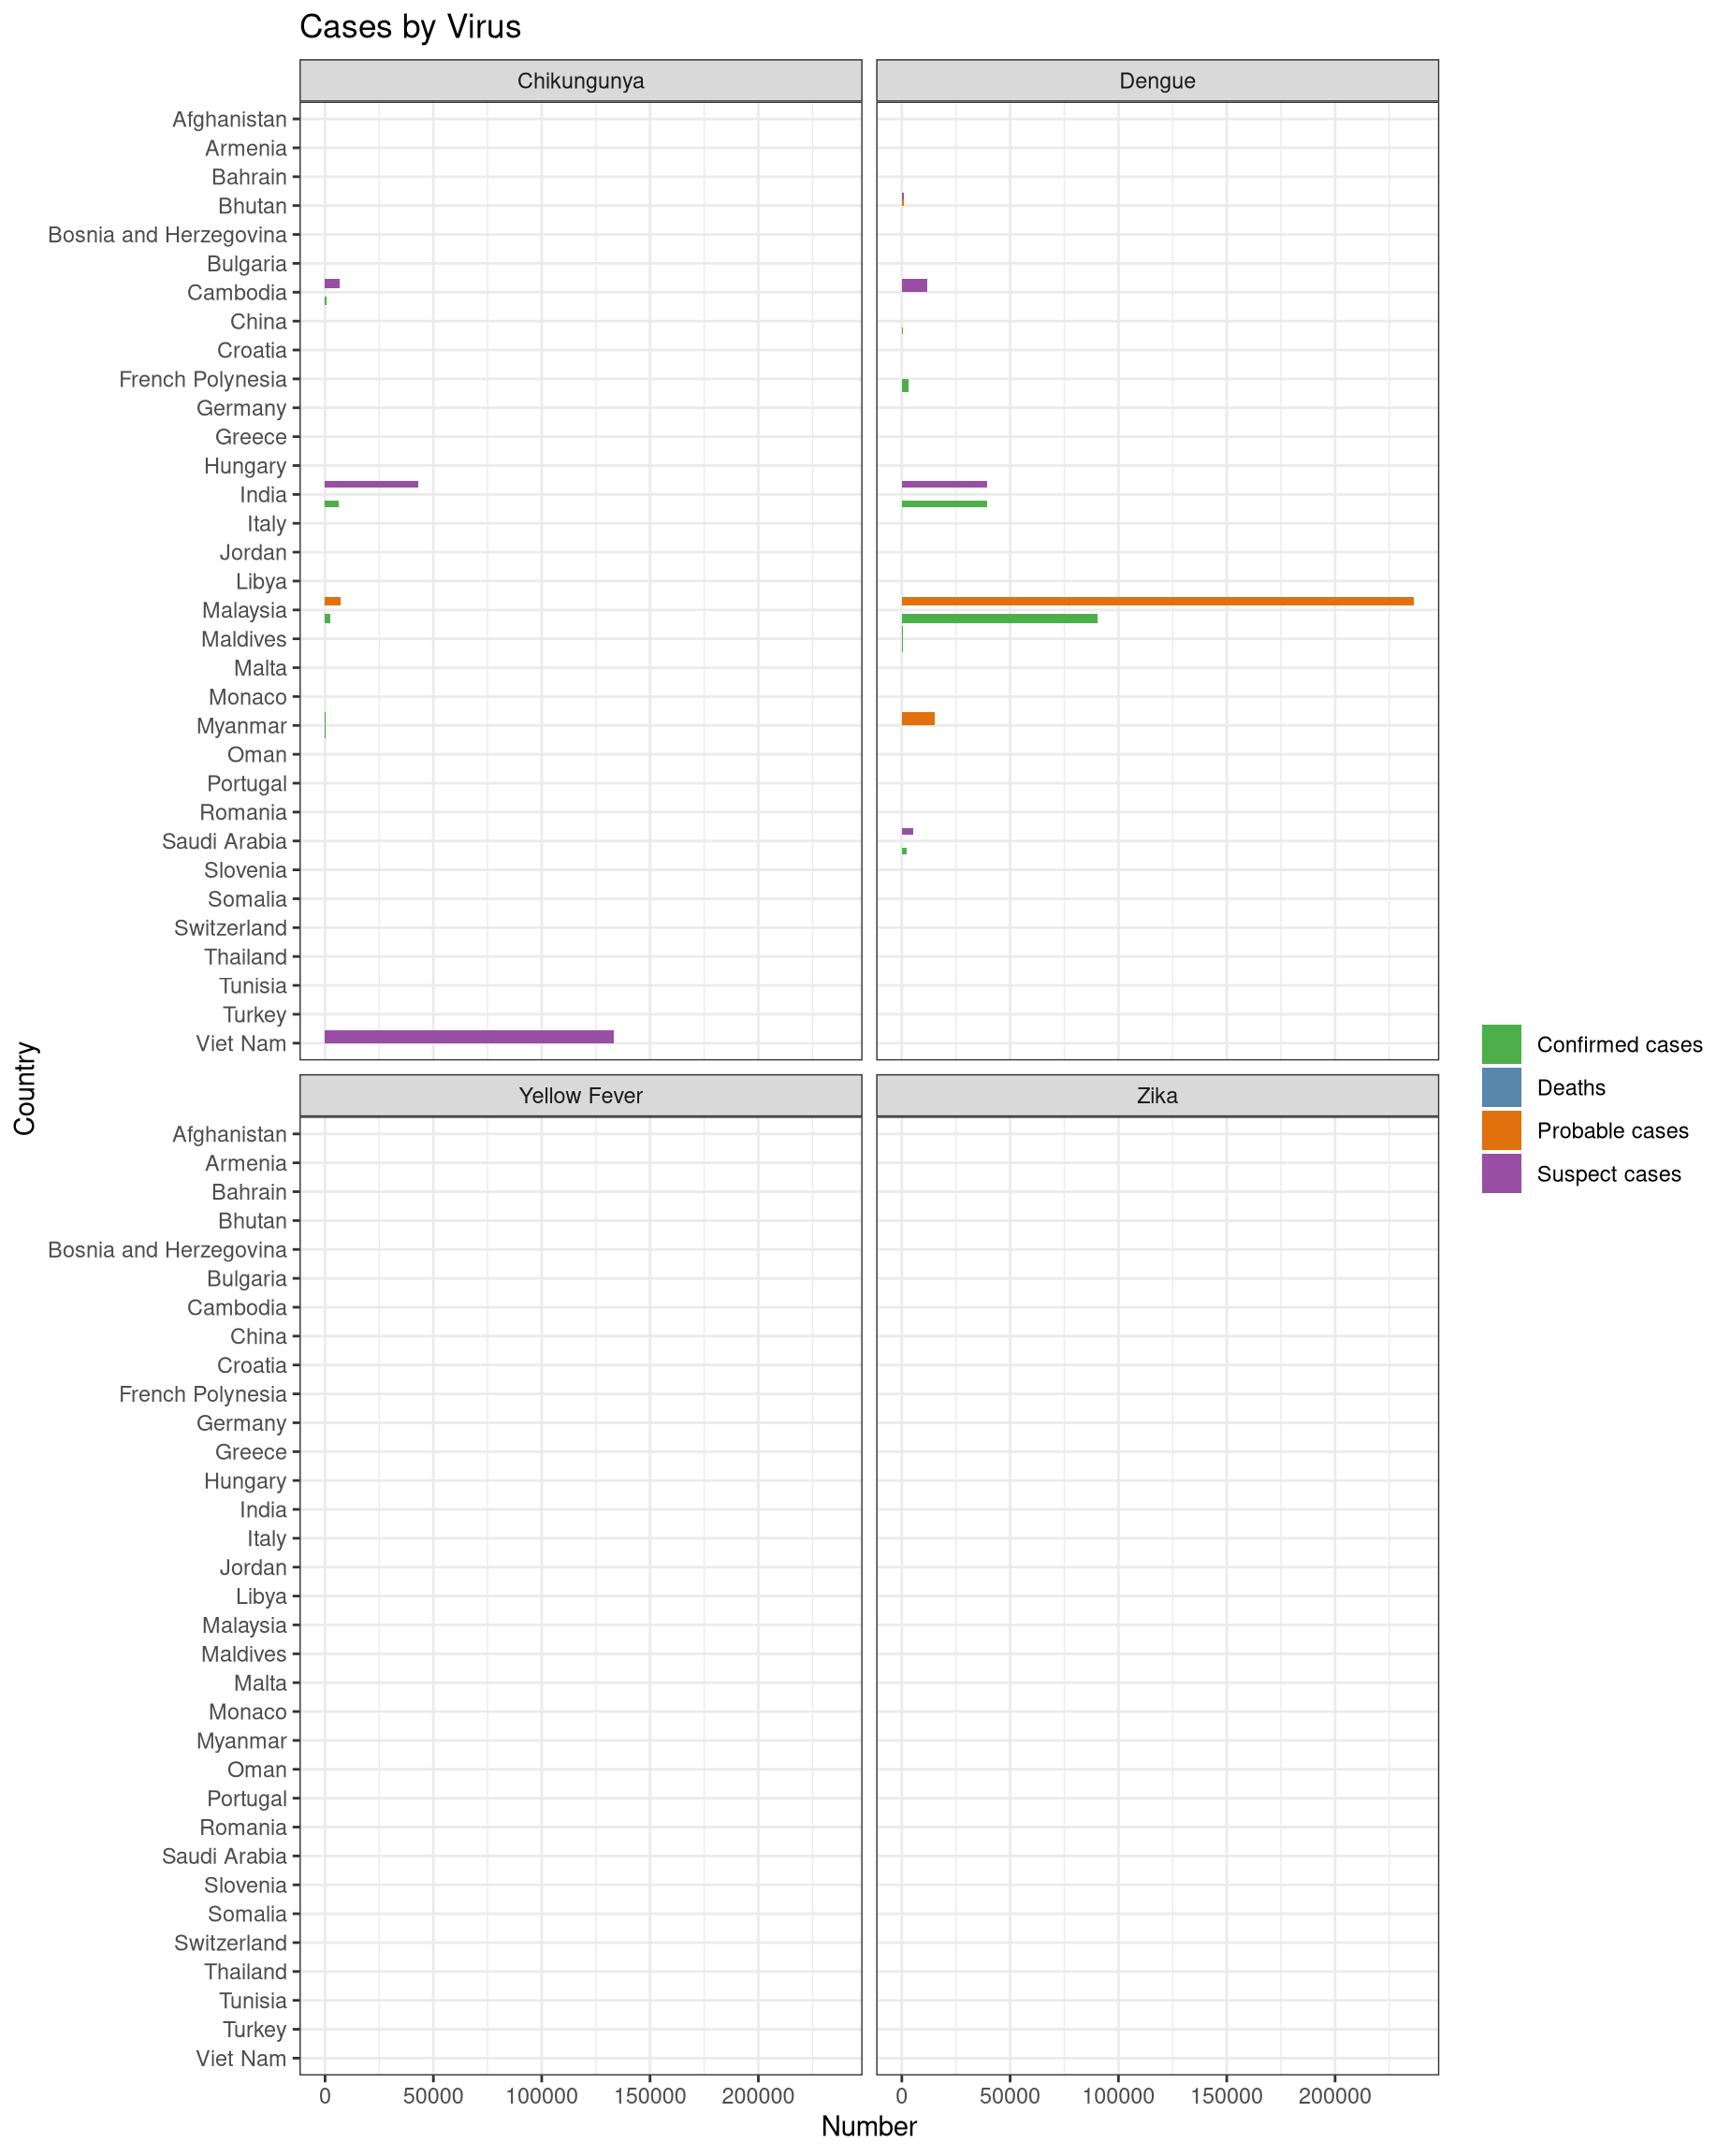 Cases by Virus
Chikungunya
Dengue
Afghanistan
Armenia
Bahrain
Bhutan
Bosnia and Herzegovina
Bulgaria
Cambodia
China
Croatia
French Polynesia
Germany
Greece
Hungary
India
Italy
Jordan
Libya
Malaysia
Maldives
Malta
Monaco
Myanmar
Oman
Portugal
Romania
Saudi Arabia
Slovenia
Somalia
Switzerland
Thailand
Tunisia
Turkey
Viet Nam
Country
Yellow Fever
Zika
Afghanistan
Armenia
Bahrain
Bhutan
Bosnia and Herzegovina
Bulgaria
Cambodia
China
Croatia
French Polynesia
Germany
Greece
Hungary
India
Italy
Jordan
Libya
Malaysia
Maldives
Malta
Monaco
Myanmar
Oman
Portugal
Romania
Saudi Arabia
Slovenia
Somalia
Switzerland
Thailand
Tunisia
Turkey
Viet Nam
0 50000 100000 150000 200000
0 50000 100000 150000 200000
Number
Confirmed cases
Deaths
Probable cases
Suspect cases